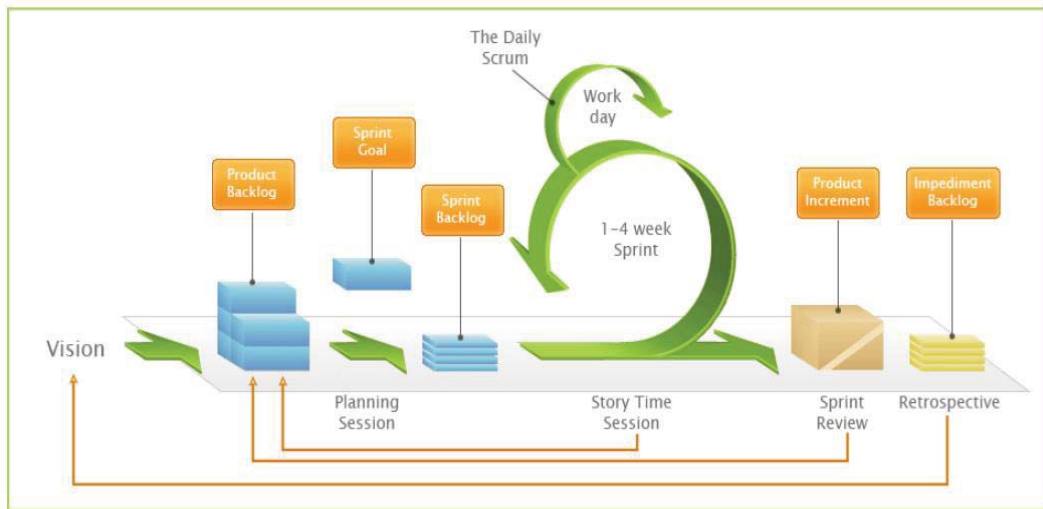 The Daily
Scrum
Work
day
Sprint
Goal
Product
Backlog
Sprint
Backlog
Product
Increment
Impediment
Backlog
1-4 week
Sprint
Vision
Planning
Session
Story Time
Session
Sprint
Review
Retrospective